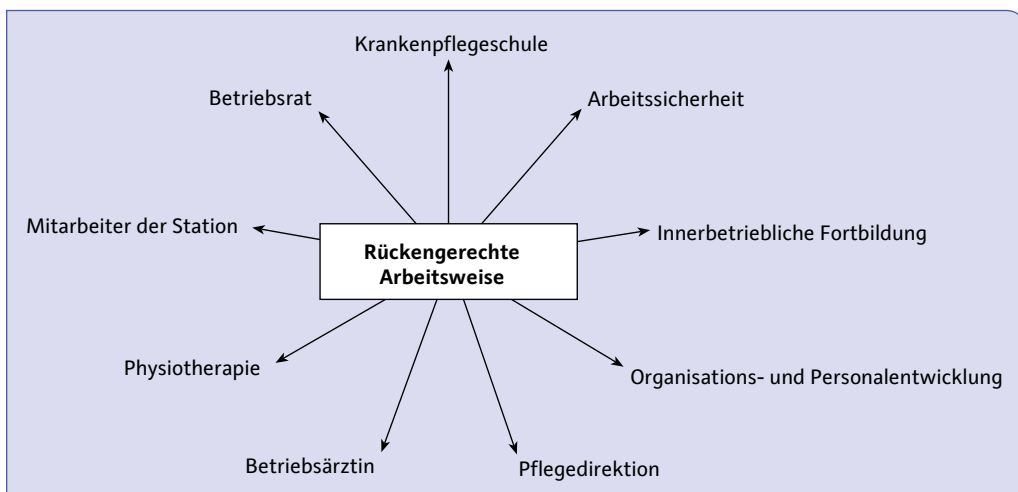 Krankenpflegeschule
Betriebsrat
Arbeitssicherheit
Mitarbeiter der Station
Innerbetriebliche Fortbildung
Rückengerechte
Arbeitsweise
Physiotherapie
Organisations- und Personalentwicklung
Betriebsärztin
Pflegedirektion